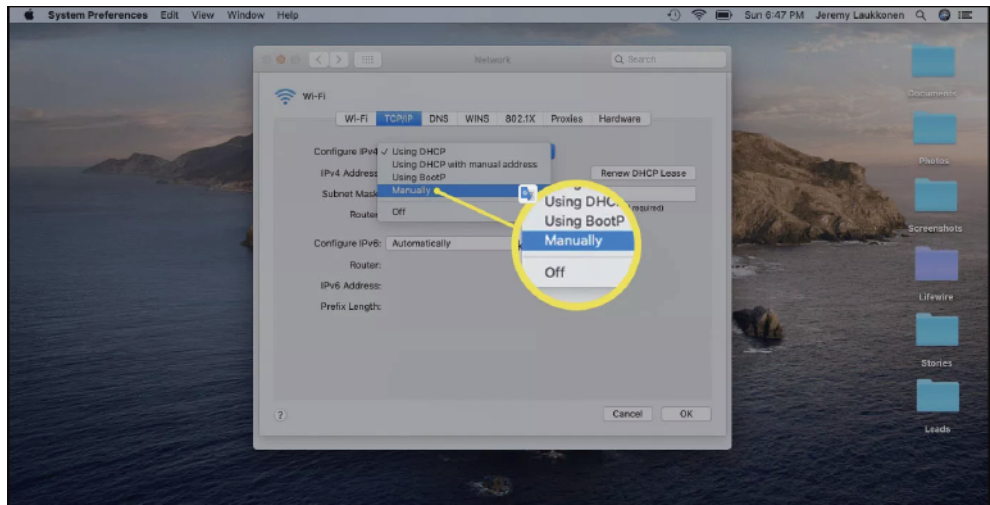 System Preferences Edit View Window Help Sun 6:47 PM Jeremy Laukkonen
Network
Search
Wi-Fi
Wi-Fi TCP/IP DNS WINS 802.1X Proxies Hardware
Configure IPv4 ✓ Using DHCP
Using DHCP with manual address
IPv4 Address Using BootP Renew DHCP Lease
Subnet Mask Manually
Router Off required)
Using DHC
Using BootP
Manually
Off
Configure IPv6: Automatically
Router:
IPv6 Address:
Prefix Length:
? Cancel OK
Documents
Photos
Screenshots
Lifewire
Stories
Leads